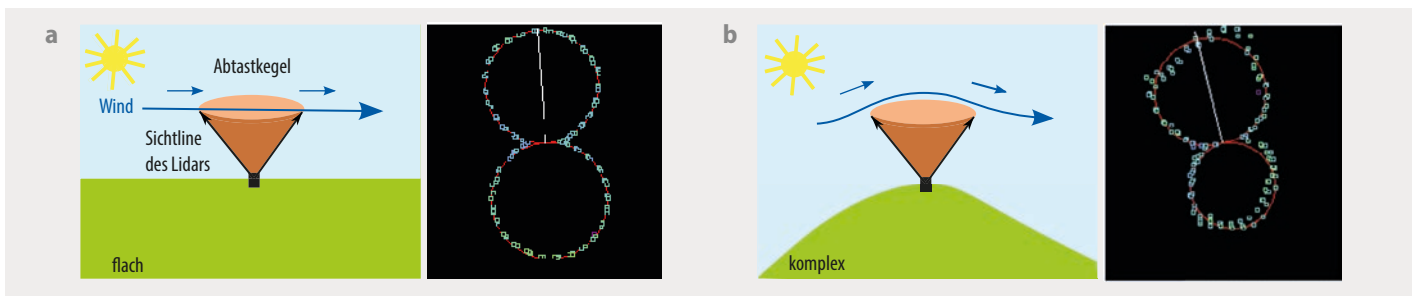 a
Abtastkegel
Wind
Sichtline
des Lidars
flach
b
komplex